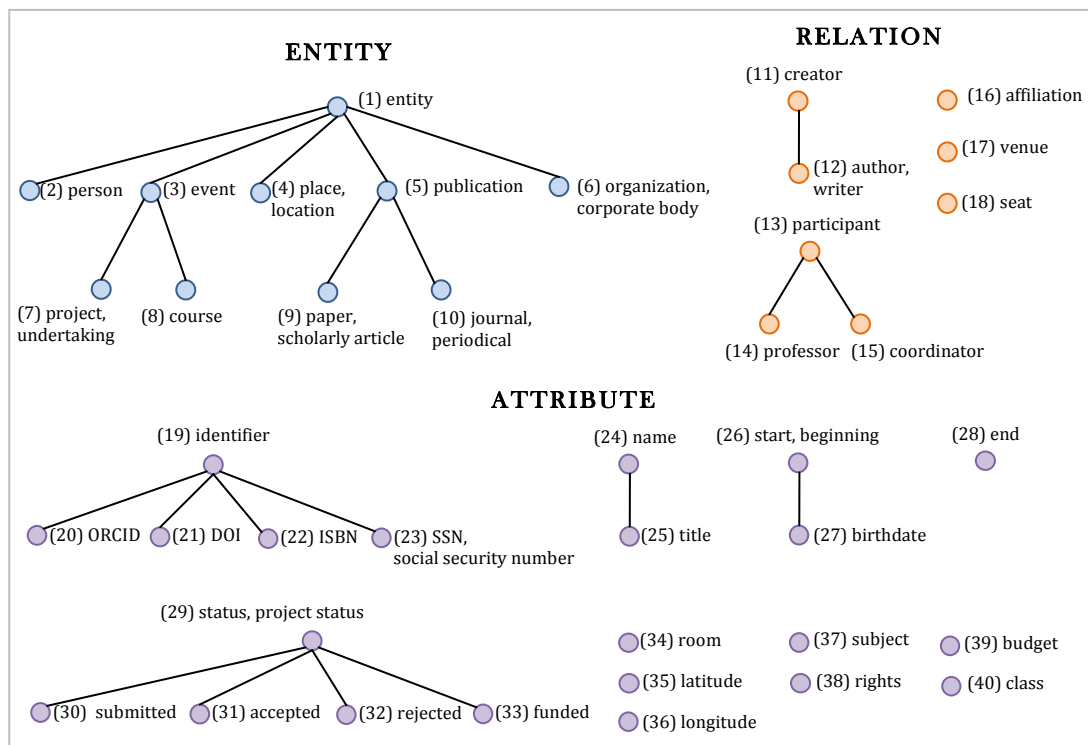 ENTITY
(1) entity
(2) person
(3) event
(4) place,
location
(5) publication
(6) organization,
corporate body
(7) project,
undertaking
(8) course
(9) paper,
scholarly article
(10) journal,
periodical
RELATION
(11) creator
(12) author,
writer
(13) participant
(14) professor
(15) coordinator
(16) affiliation
(17) venue
(18) seat
ATTRIBUTE
(19) identifier
(20) ORCID
(21) DOI
(22) ISBN
(23) SSN,
social security number
(24) name
(25) title
(26) start, beginning
(27) birthdate
(28) end
(29) status, project status
(30) submitted
(31) accepted
(32) rejected
(33) funded
(34) room
(35) latitude
(36) longitude
(37) subject
(38) rights
(39) budget
(40) class